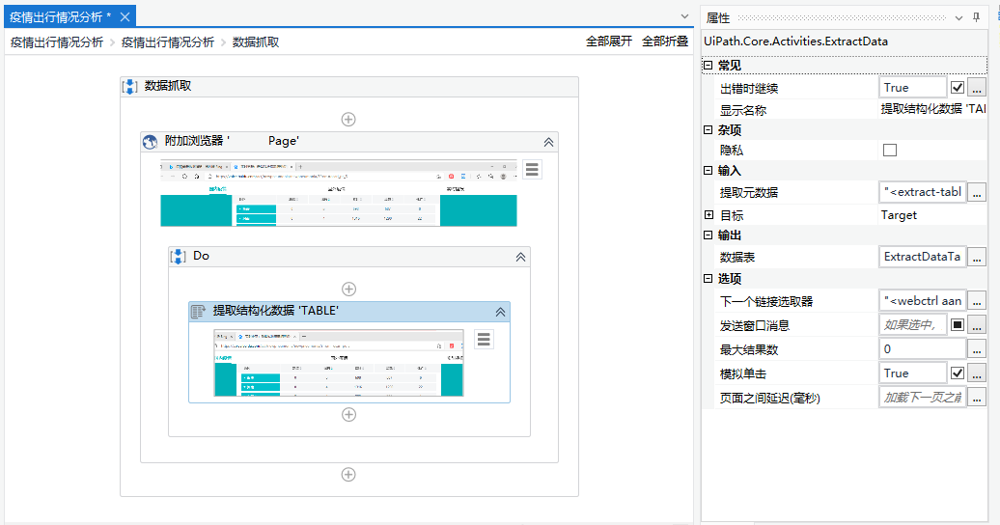 疫情出行情况分析 *
疫情出行情况分析 > 疫情出行情况分析 > 数据抓取
全部展开 全部折叠
数据抓取
附加浏览器 ' Page'
Do
提取结构化数据 'TABLE'
属性
UiPath.Core.Activities.ExtractData
常见
出错时继续 True ...
显示名称 提取结构化数据 'TAI
杂项
隐私
输入
提取元数据 "<extract-tabl ...
目标 Target
输出
数据表 ExtractDataTa ...
选项
下一个链接选取器 "<webctrl aan ...
发送窗口消息 如果选中, ...
最大结果数 0 ...
模拟单击 True ...
页面之间延迟(毫秒) 加载下一页之前 ...